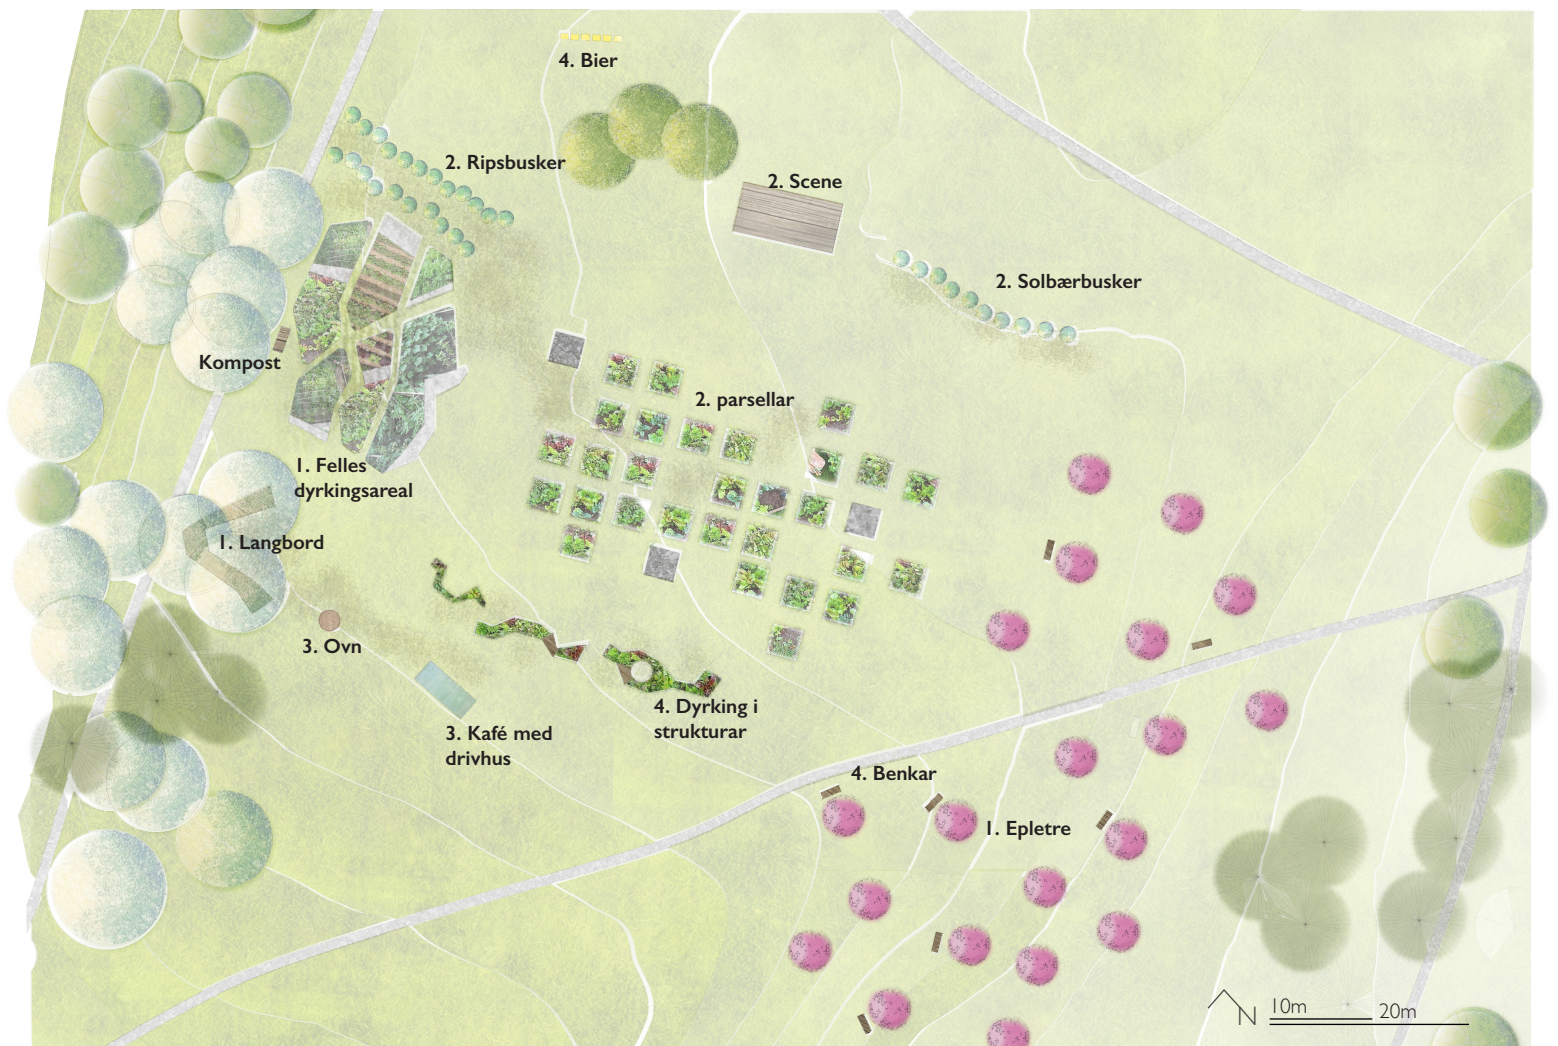 4. Bier
2. Ripsbusker
2. Scene
2. Solbærbusker
Kompost
2. parsellar
1. Felles
dyrkingsareal
1. Langbord
3. Ovn
4. Dyrking i
strukturar
3. Kafé med
drivhus
4. Benkar
1. Epletre
N
10m
20m